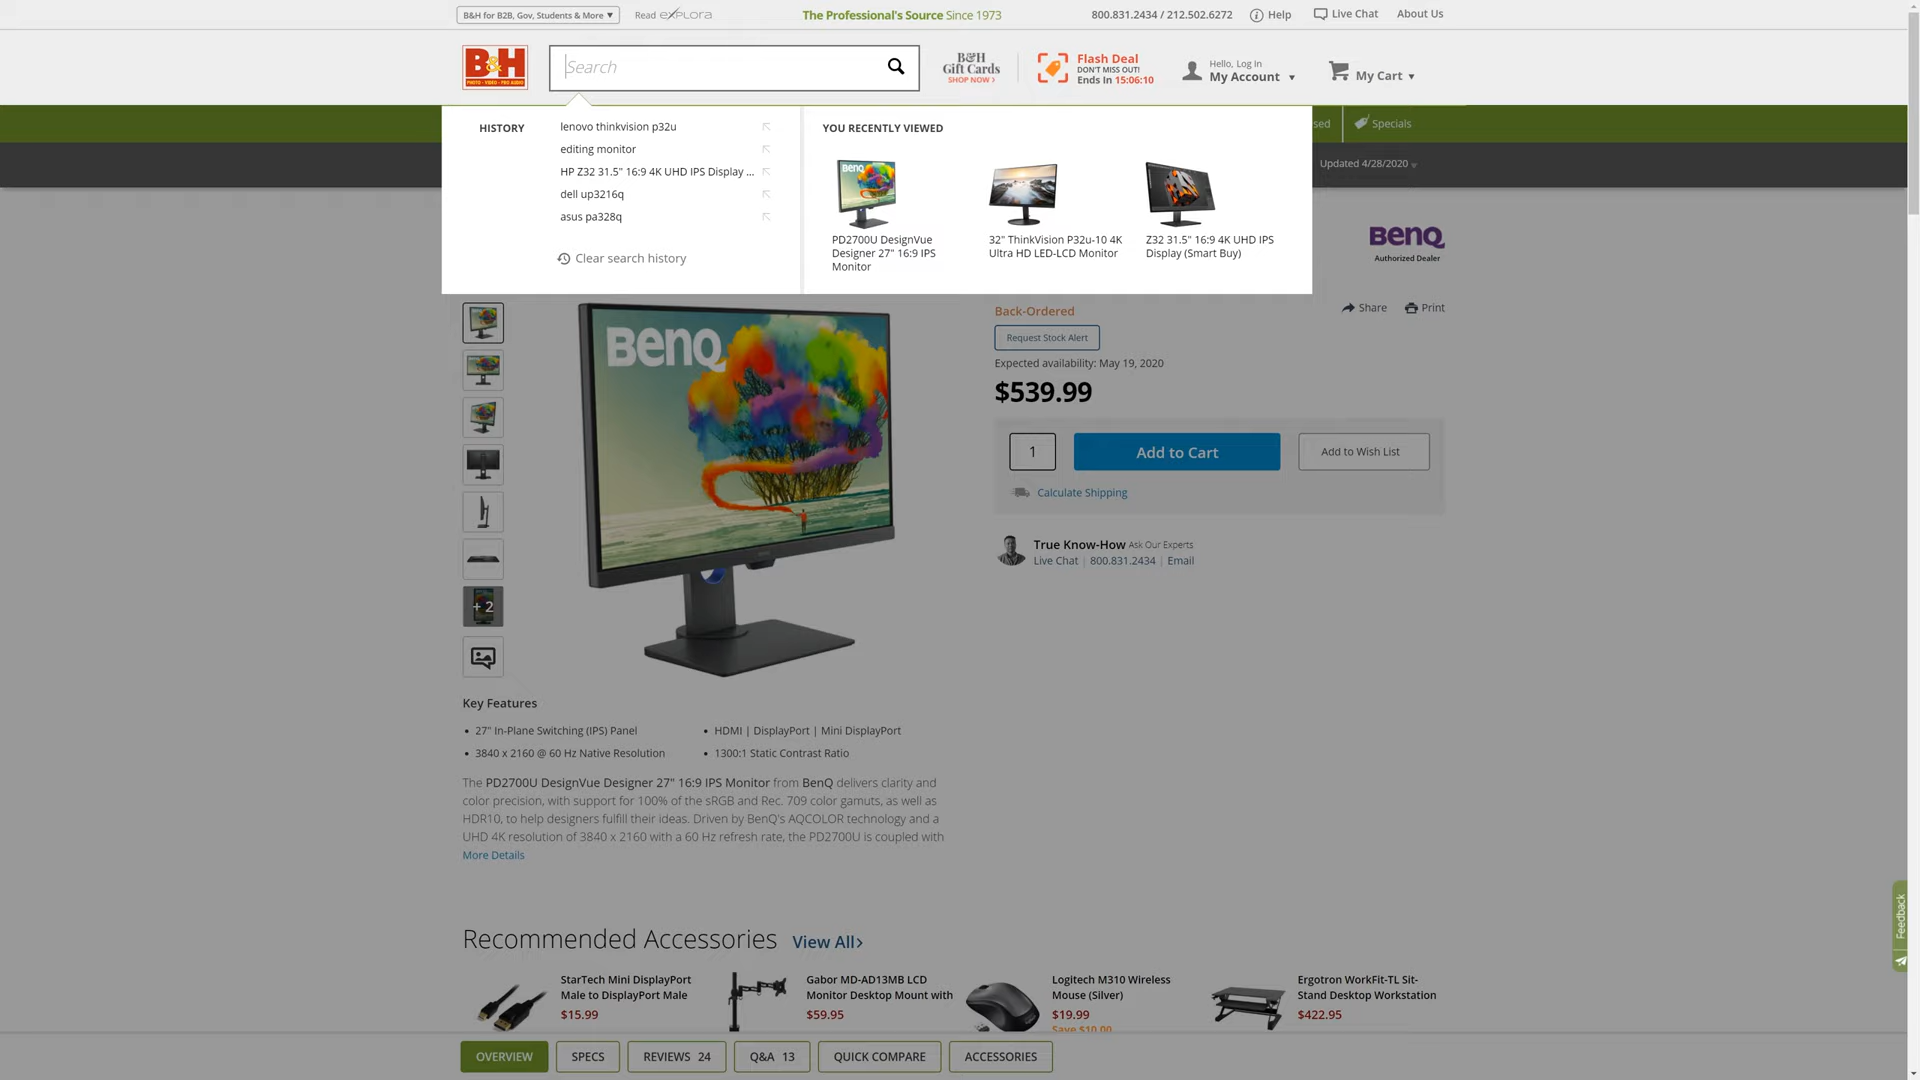 B&H for B2B, Gov, Students & More ▼
Read eXPLORA
The Professional's Source Since 1973
800.831.2434 / 212.502.6272
Help
Live Chat
About Us
B&H
PHOTO · VIDEO · PRO AUDIO
Search
B&H
Gift Cards
SHOP NOW >
Flash Deal
DON'T MISS OUT!
Ends In 15:06:10
Hello, Log In
My Account ▼
My Cart ▼
HISTORY
lenovo thinkvision p32u
editing monitor
HP Z32 31.5" 16:9 4K UHD IPS Display ...
dell up3216q
asus pa328q
Clear search history
YOU RECENTLY VIEWED
BenQ
PD2700U DesignVue
Designer 27" 16:9 IPS
Monitor
32" ThinkVision P32u-10 4K
Ultra HD LED-LCD Monitor
Z32 31.5" 16:9 4K UHD IPS
Display (Smart Buy)
sed
Specials
Updated 4/28/2020
BenQ
Authorized Dealer
Back-Ordered
Share
Print
Request Stock Alert
Expected availability: May 19, 2020
$539.99
1
Add to Cart
Add to Wish List
Calculate Shipping
True Know-How Ask Our Experts
Live Chat | 800.831.2434 | Email
BenQ
+ 2
Key Features
• 27" In-Plane Switching (IPS) Panel
• HDMI | DisplayPort | Mini DisplayPort
• 3840 x 2160 @ 60 Hz Native Resolution
• 1300:1 Static Contrast Ratio
The PD2700U DesignVue Designer 27" 16:9 IPS Monitor from BenQ delivers clarity and
color precision, with support for 100% of the sRGB and Rec. 709 color gamuts, as well as
HDR10, to help designers fulfill their ideas. Driven by BenQ's AQCOLOR technology and a
UHD 4K resolution of 3840 x 2160 with a 60 Hz refresh rate, the PD2700U is coupled with
More Details
Feedback
Recommended Accessories View All>
StarTech Mini DisplayPort
Male to DisplayPort Male
$15.99
Gabor MD-AD13MB LCD
Monitor Desktop Mount with
$59.95
Logitech M310 Wireless
Mouse (Silver)
$19.99
Save $10.00
Ergotron WorkFit-TL Sit-
Stand Desktop Workstation
$422.95
OVERVIEW
SPECS
REVIEWS 24
Q&A 13
QUICK COMPARE
ACCESSORIES